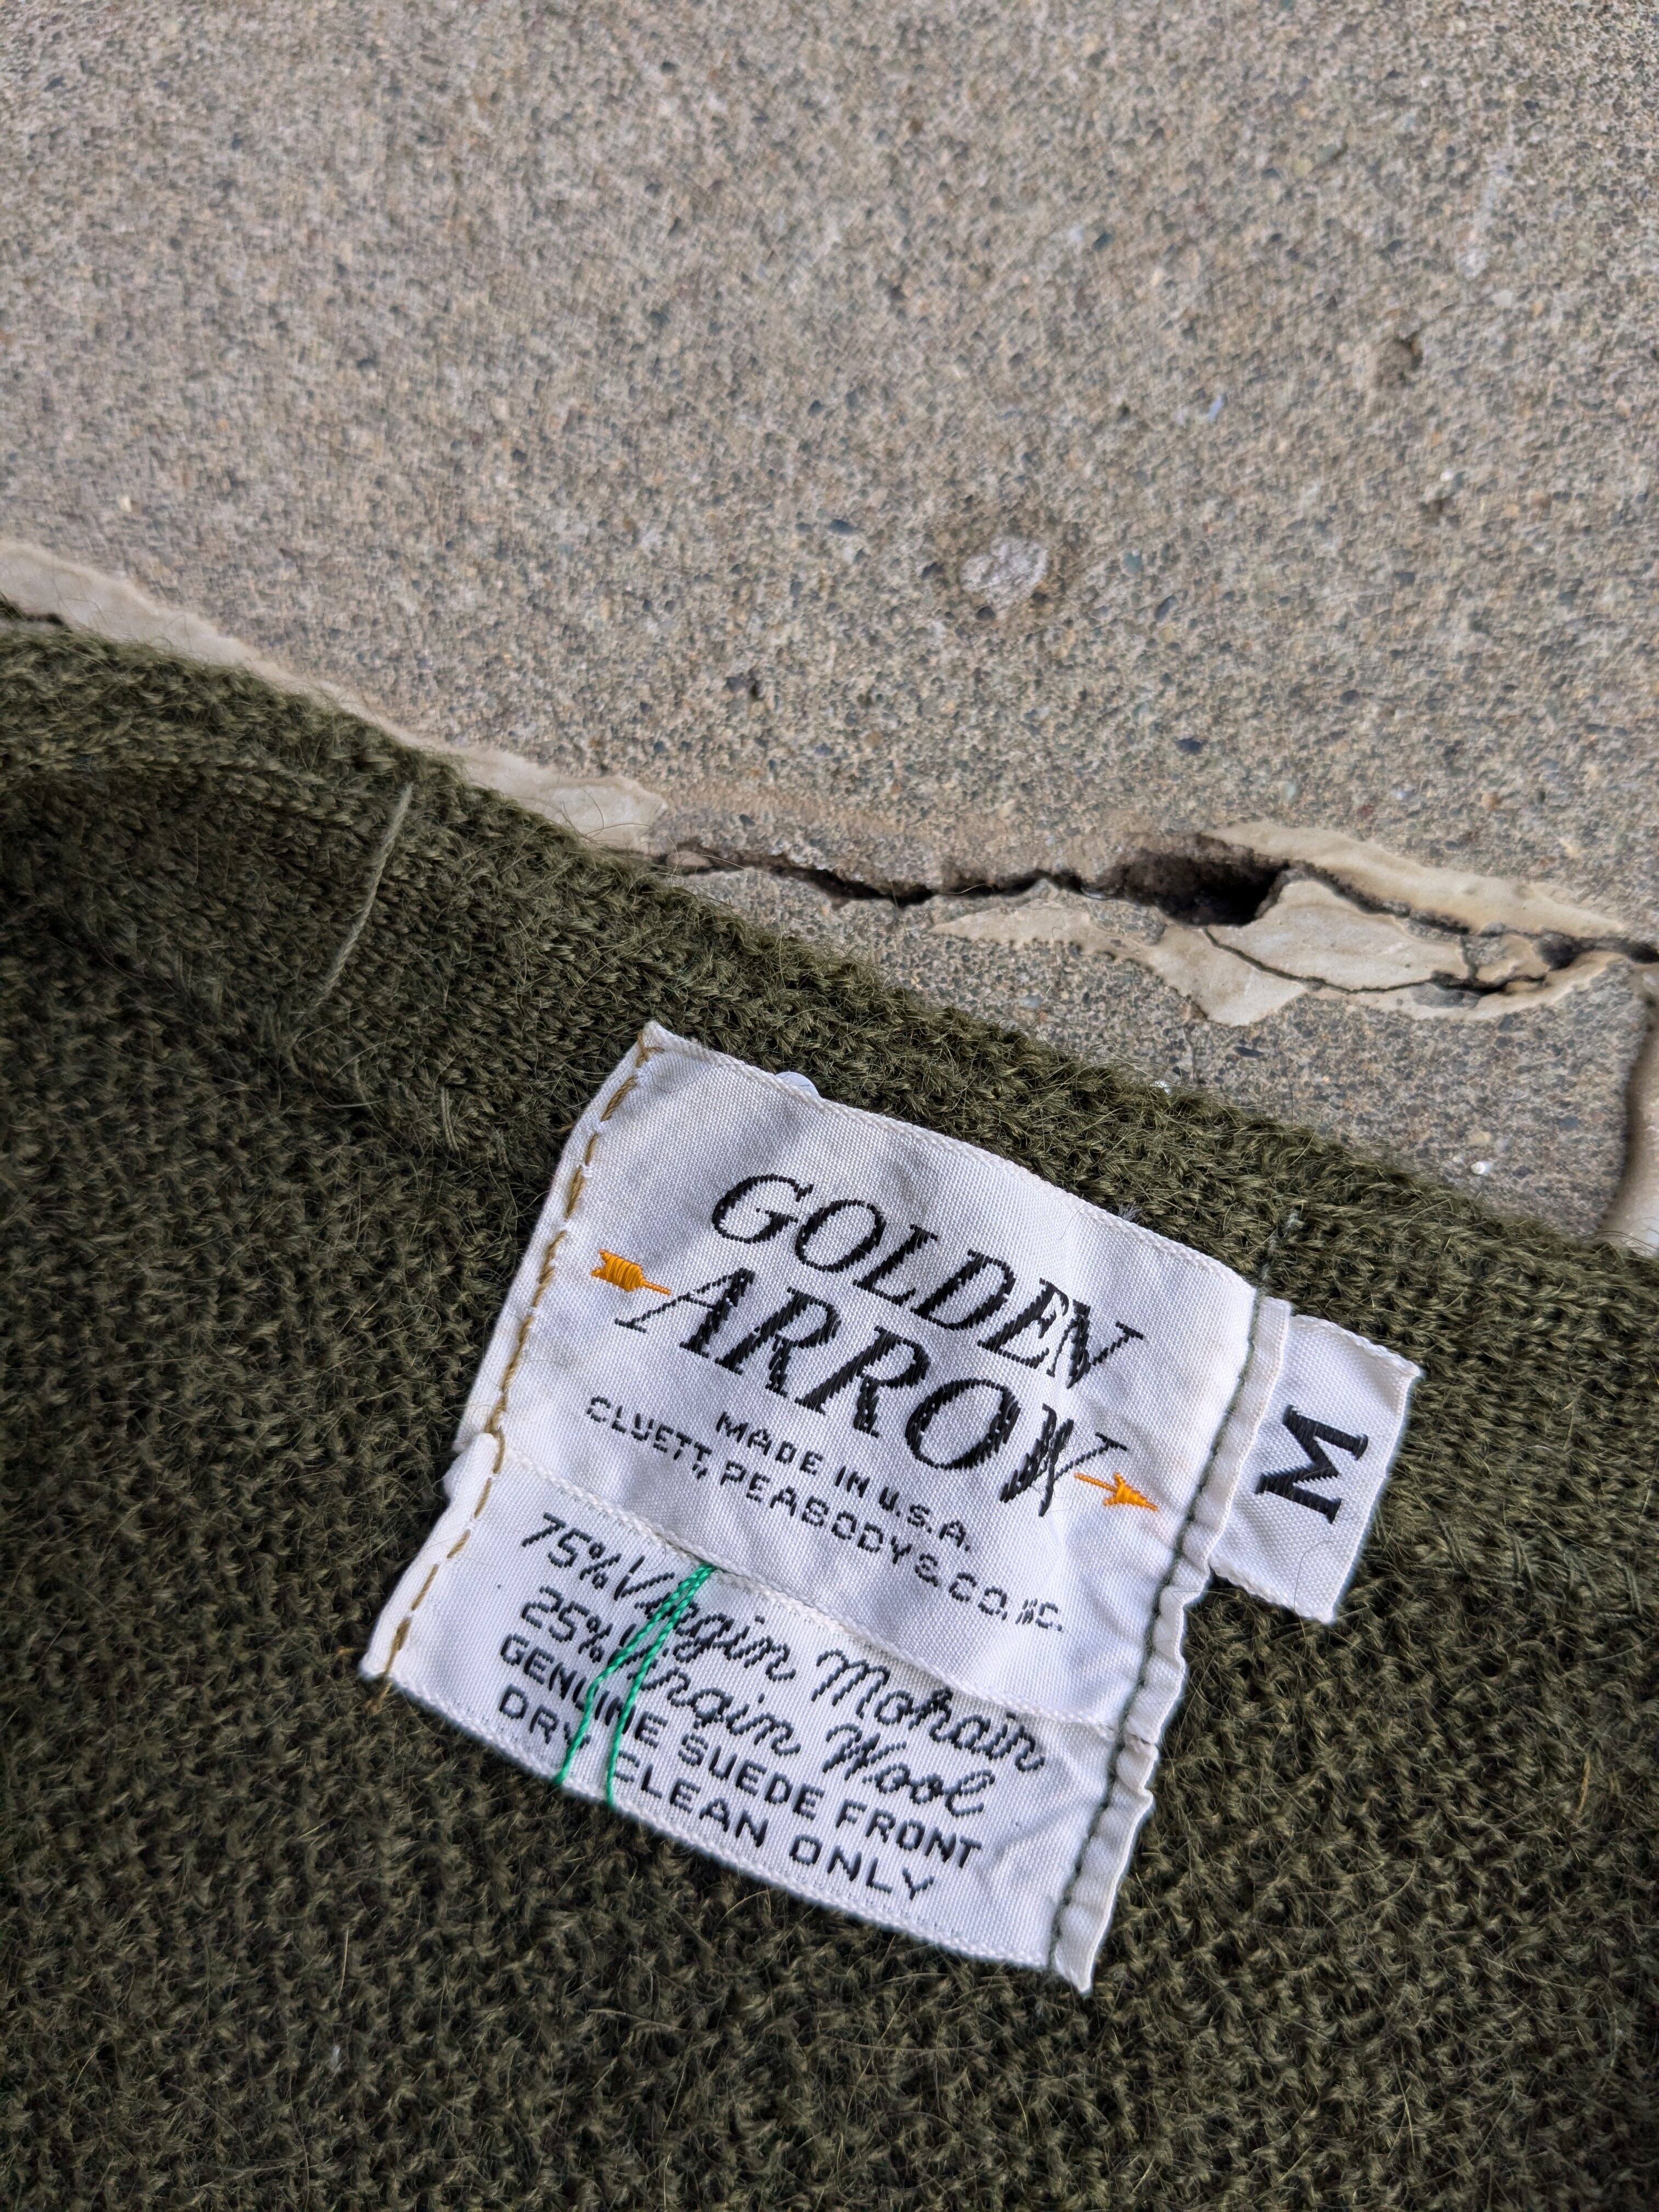 GOLDEN
ARROW
MADE IN U.S.A.
CLUETT, PEABODY & CO. INC.
M
75% Virgin Mohair
25% Virgin Wool
GENUINE SUEDE FRONT
DRY CLEAN ONLY